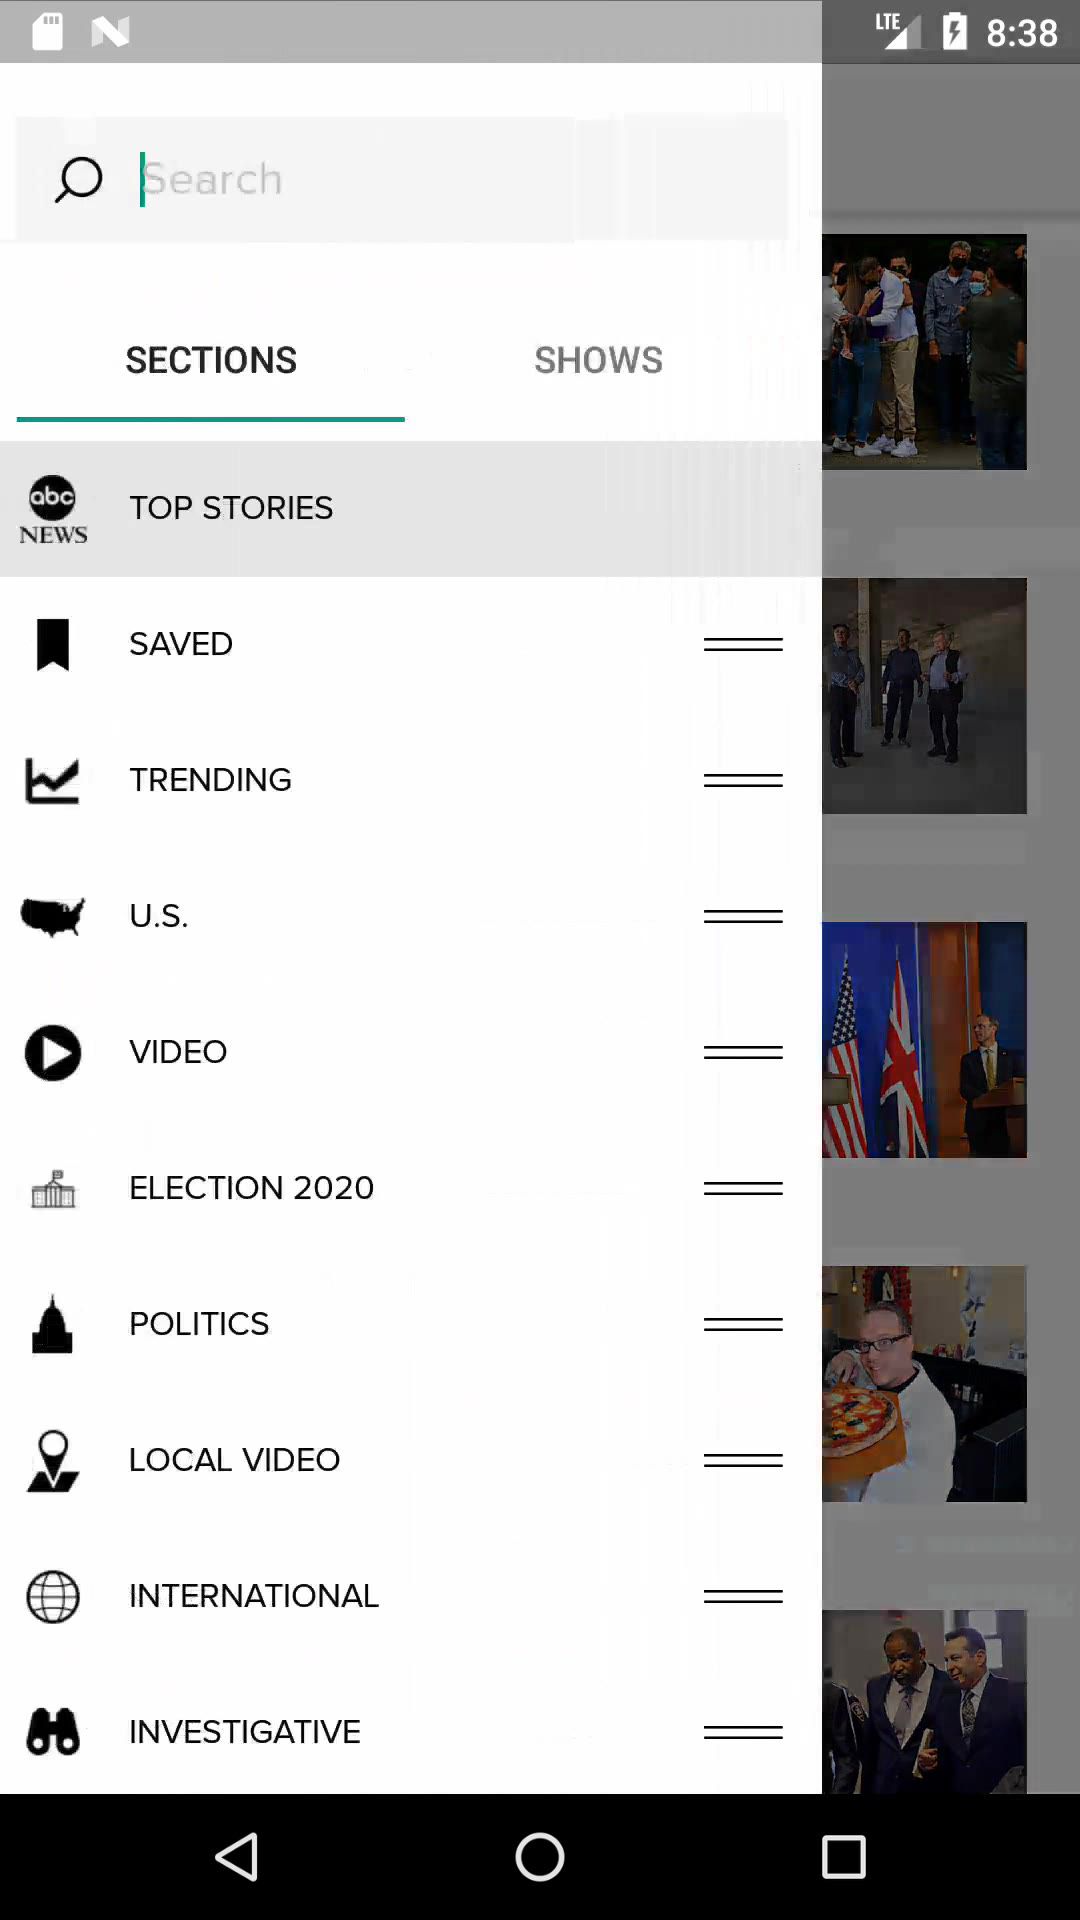 LTE 8:38
Search
SECTIONS SHOWS
abc NEWS TOP STORIES
SAVED
TRENDING
U.S.
VIDEO
ELECTION 2020
POLITICS
LOCAL VIDEO
INTERNATIONAL
INVESTIGATIVE